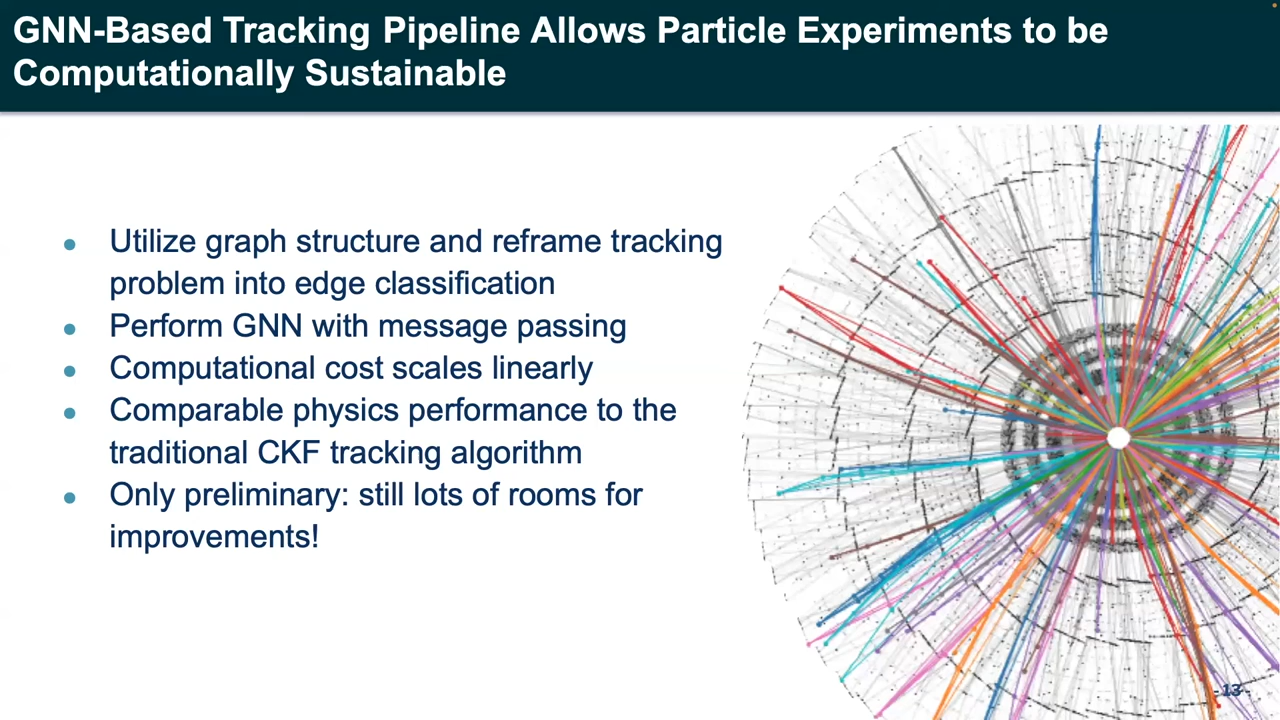 GNN-Based Tracking Pipeline Allows Particle Experiments to be
Computationally Sustainable
● Utilize graph structure and reframe tracking
problem into edge classification
● Perform GNN with message passing
● Computational cost scales linearly
● Comparable physics performance to the
traditional CKF tracking algorithm
● Only preliminary: still lots of rooms for
improvements!
- 13 -